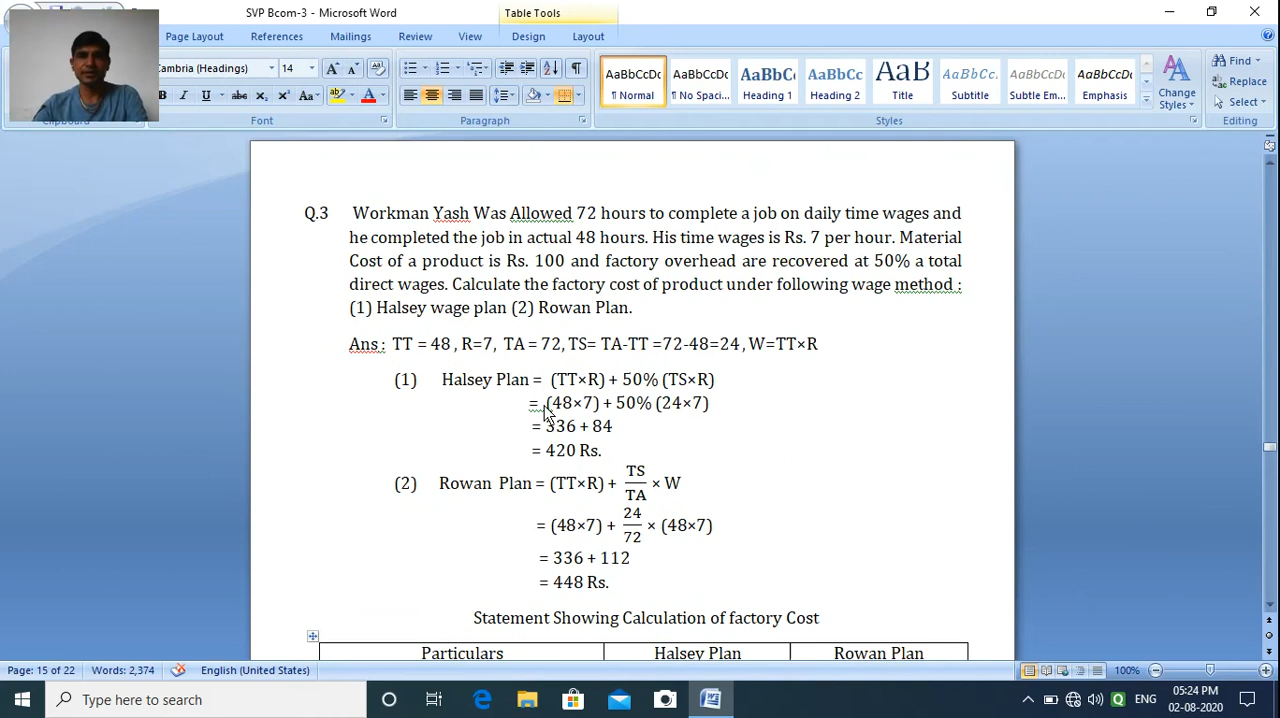 SVP Bcom-3 - Microsoft Word
Table Tools
Page Layout References Mailings Review View Design Layout
Cambria (Headings) 14
Find
Replace
Select
AaBbCcDc AaBbCcDc AaBbCc AaBbCc AaB AaBbCc. AaBbCcDc AaBbCcDc
¶ Normal ¶ No Spaci... Heading 1 Heading 2 Title Subtitle Subtle Em... Emphasis
Change Styles
Font Paragraph Styles Editing
Q.3 Workman Yash Was Allowed 72 hours to complete a job on daily time wages and
he completed the job in actual 48 hours. His time wages is Rs. 7 per hour. Material
Cost of a product is Rs. 100 and factory overhead are recovered at 50% a total
direct wages. Calculate the factory cost of product under following wage method :
(1) Halsey wage plan (2) Rowan Plan.
Ans : TT = 48 , R=7, TA = 72, TS= TA-TT =72-48=24 , W=TT×R
(1) Halsey Plan = (TT×R) + 50% (TS×R)
= (48×7) + 50% (24×7)
= 336 + 84
= 420 Rs.
(2) Rowan Plan = (TT×R) + TS/TA × W
= (48×7) + 24/72 × (48×7)
= 336 + 112
= 448 Rs.
Statement Showing Calculation of factory Cost
Particulars Halsey Plan Rowan Plan
Page: 15 of 22 Words: 2,374 English (United States) 100%
Type here to search
ENG
05:24 PM
02-08-2020